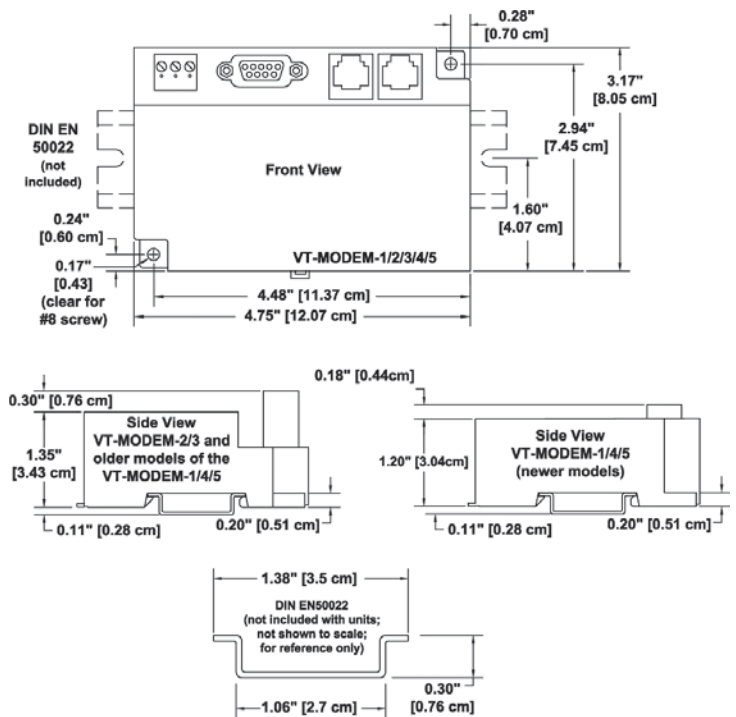 0.28"
[0.70 cm]
3.17"
[8.05 cm]
2.94"
[7.45 cm]
DIN EN
50022
(not
included)
Front View
1.60"
[4.07 cm]
0.24"
[0.60 cm]
0.17"
[0.43]
(clear for
#8 screw)
VT-MODEM-1/2/3/4/5
4.48" [11.37 cm]
4.75" [12.07 cm]
0.30" [0.76 cm]
Side View
VT-MODEM-2/3 and
older models of the
VT-MODEM-1/4/5
1.35"
[3.43 cm]
0.11" [0.28 cm]
0.20" [0.51 cm]
0.18" [0.44cm]
Side View
VT-MODEM-1/4/5
(newer models)
1.20" [3.04cm]
0.11" [0.28 cm]
0.20" [0.51 cm]
1.38" [3.5 cm]
DIN EN50022
(not included with units;
not shown to scale;
for reference only)
0.30"
[0.76 cm]
1.06" [2.7 cm]